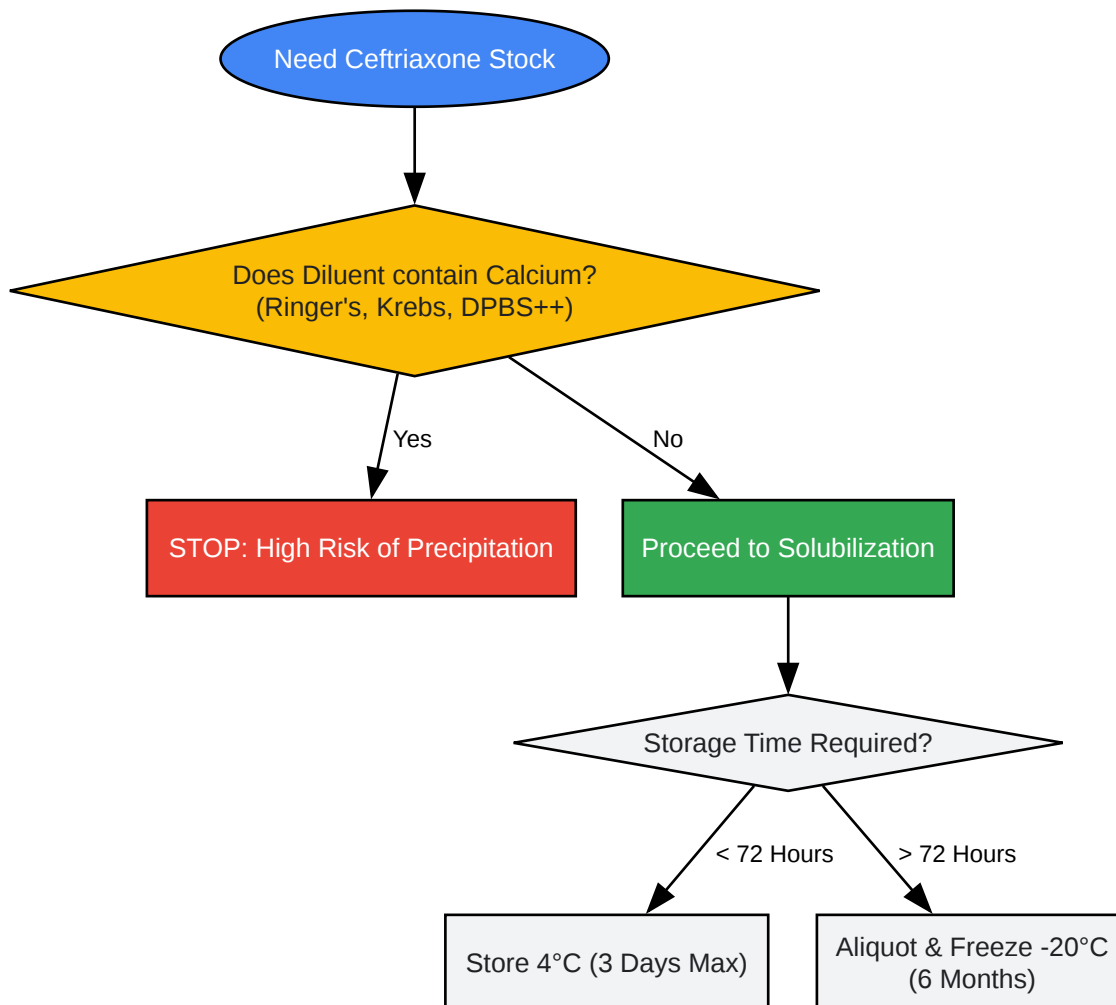 Need Ceftriaxone Stock
Does Diluent contain Calcium?
(Ringer's, Krebs, DPBS++)
Yes
No
STOP: High Risk of Precipitation
Proceed to Solubilization
Storage Time Required?
< 72 Hours
> 72 Hours
Store 4°C (3 Days Max)
Aliquot & Freeze -20°C
(6 Months)